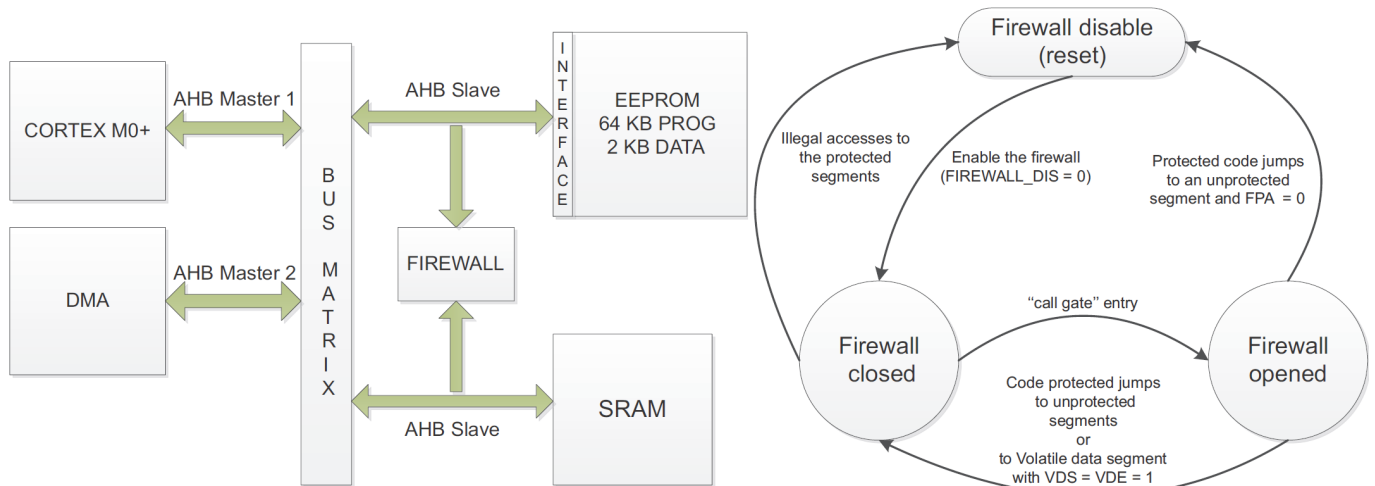 CORTEX M0+
AHB Master 1
DMA
AHB Master 2
BUS MATRIX
AHB Slave
INTERFACE
EEPROM
64 KB PROG
2 KB DATA
FIREWALL
AHB Slave
SRAM
Firewall disable
(reset)
Illegal accesses to
the protected
segments
Enable the firewall
(FIREWALL_DIS = 0)
Protected code jumps
to an unprotected
segment and FPA = 0
Firewall
closed
“call gate” entry
Firewall
opened
Code protected jumps
to unprotected
segments
or
to Volatile data segment
with VDS = VDE = 1